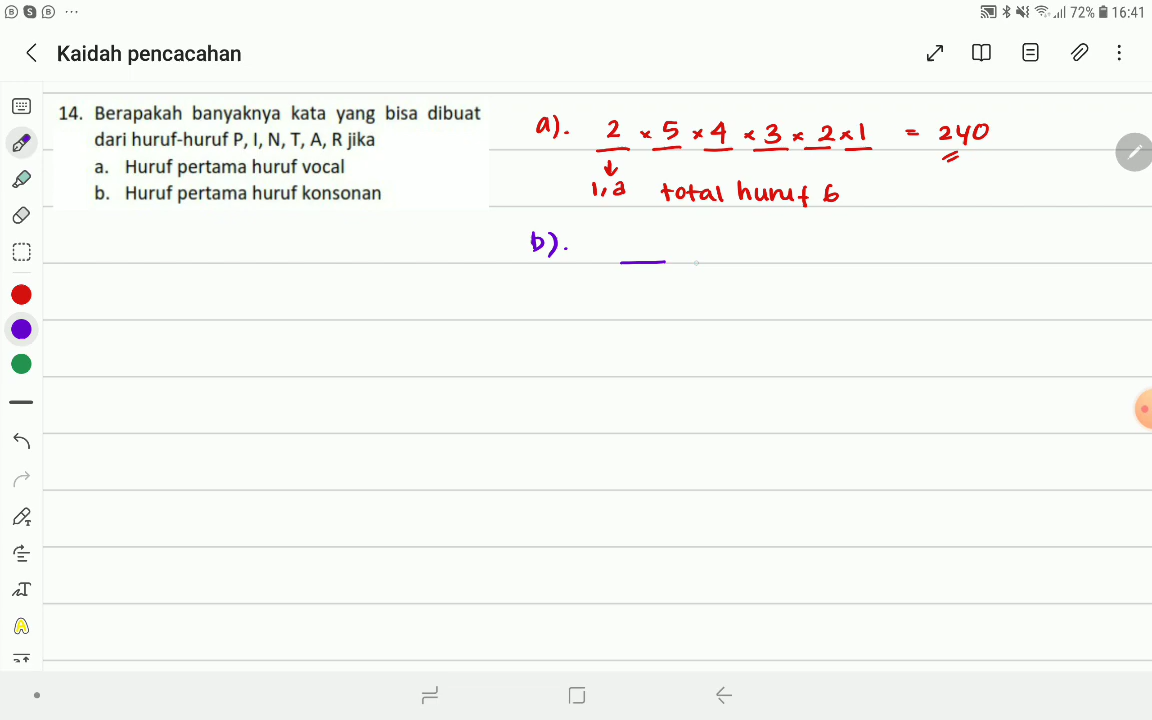 72% 16:41
Kaidah pencacahan
14. Berapakah banyaknya kata yang bisa dibuat
dari huruf-huruf P, I, N, T, A, R jika
a. Huruf pertama huruf vocal
b. Huruf pertama huruf konsonan
a). 2 × 5 × 4 × 3 × 2 × 1 = 240
1, a total huruf 6
b).